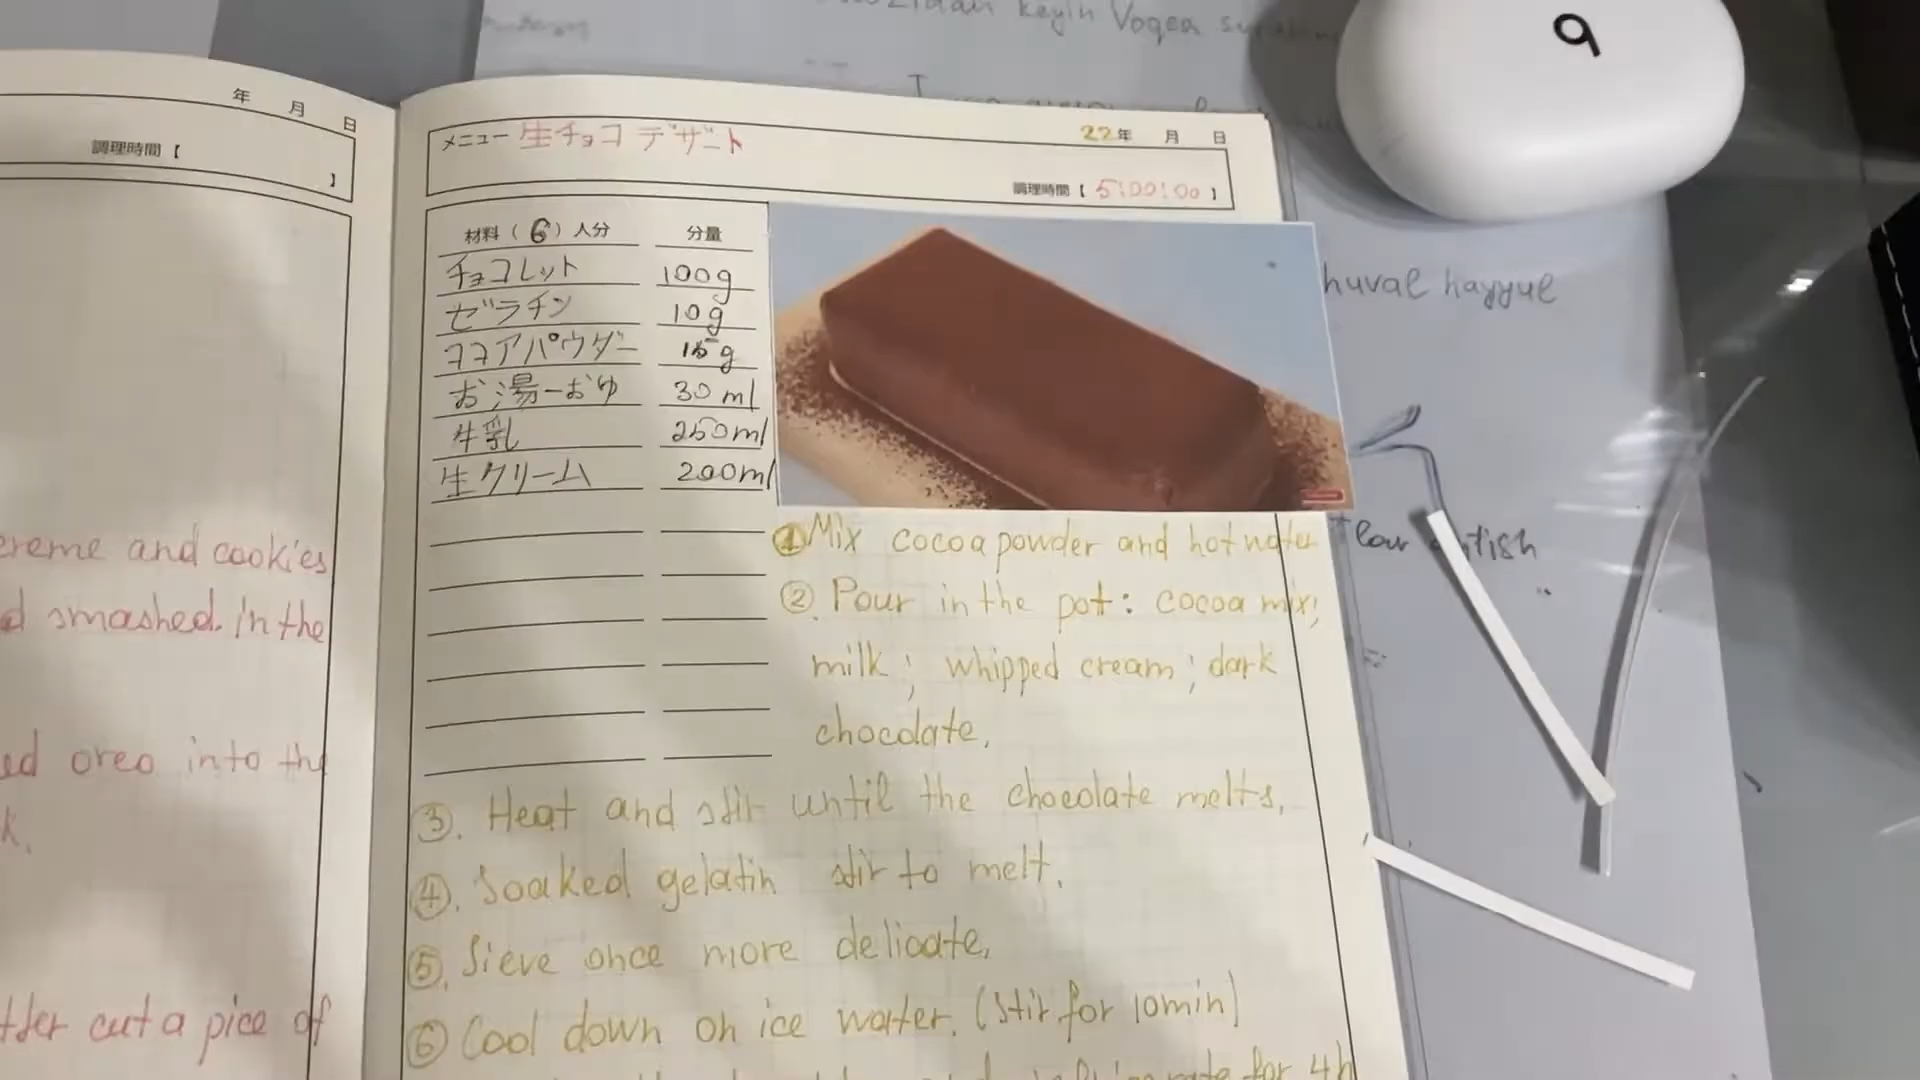 keyin Voqea
年 月 日
調理時間【
】
creme and cookies
smashed. in the
oreo into the
k.
cut a pice of
メニュー 生チョコデザート
22年 月 日
調理時間【 5:00:00 】
材料（6）人分 分量
チョコレット 100g
ゼラチン 10g
ココアパウダー 15g
お湯ーおゆ 30ml
牛乳 250ml
生クリーム 200ml
① Mix cocoa powder and hot water
② Pour in the pot: cocoa mix;
milk; whipped cream; dark
chocolate.
③. Heat and stir until the chocolate melts.
④. Soaked gelatin stir to melt.
⑤. Sieve once more delicate.
⑥ Cool down on ice water. (stir for 10min)
for 4h
huval hayyul
9